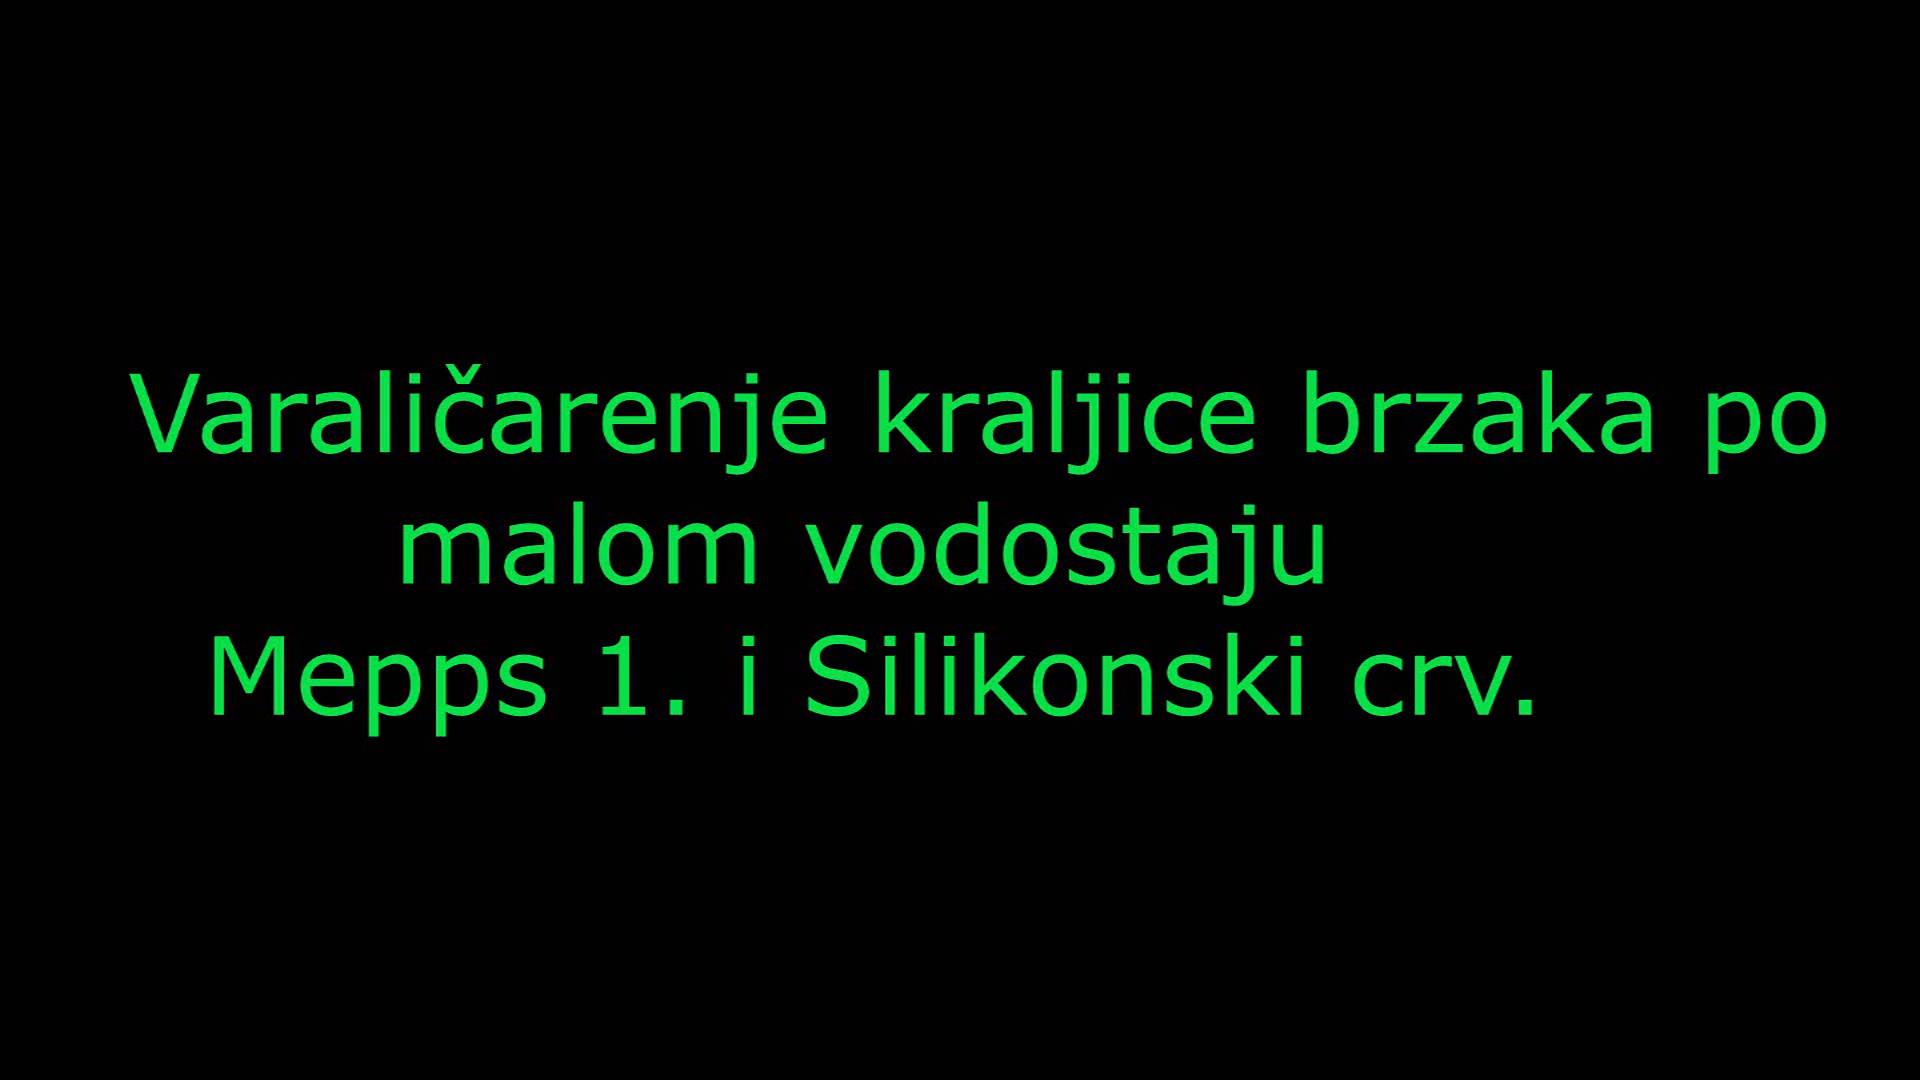 Varaličarenje kraljice brzaka po
malom vodostaju
Mepps 1. i Silikonski crv.